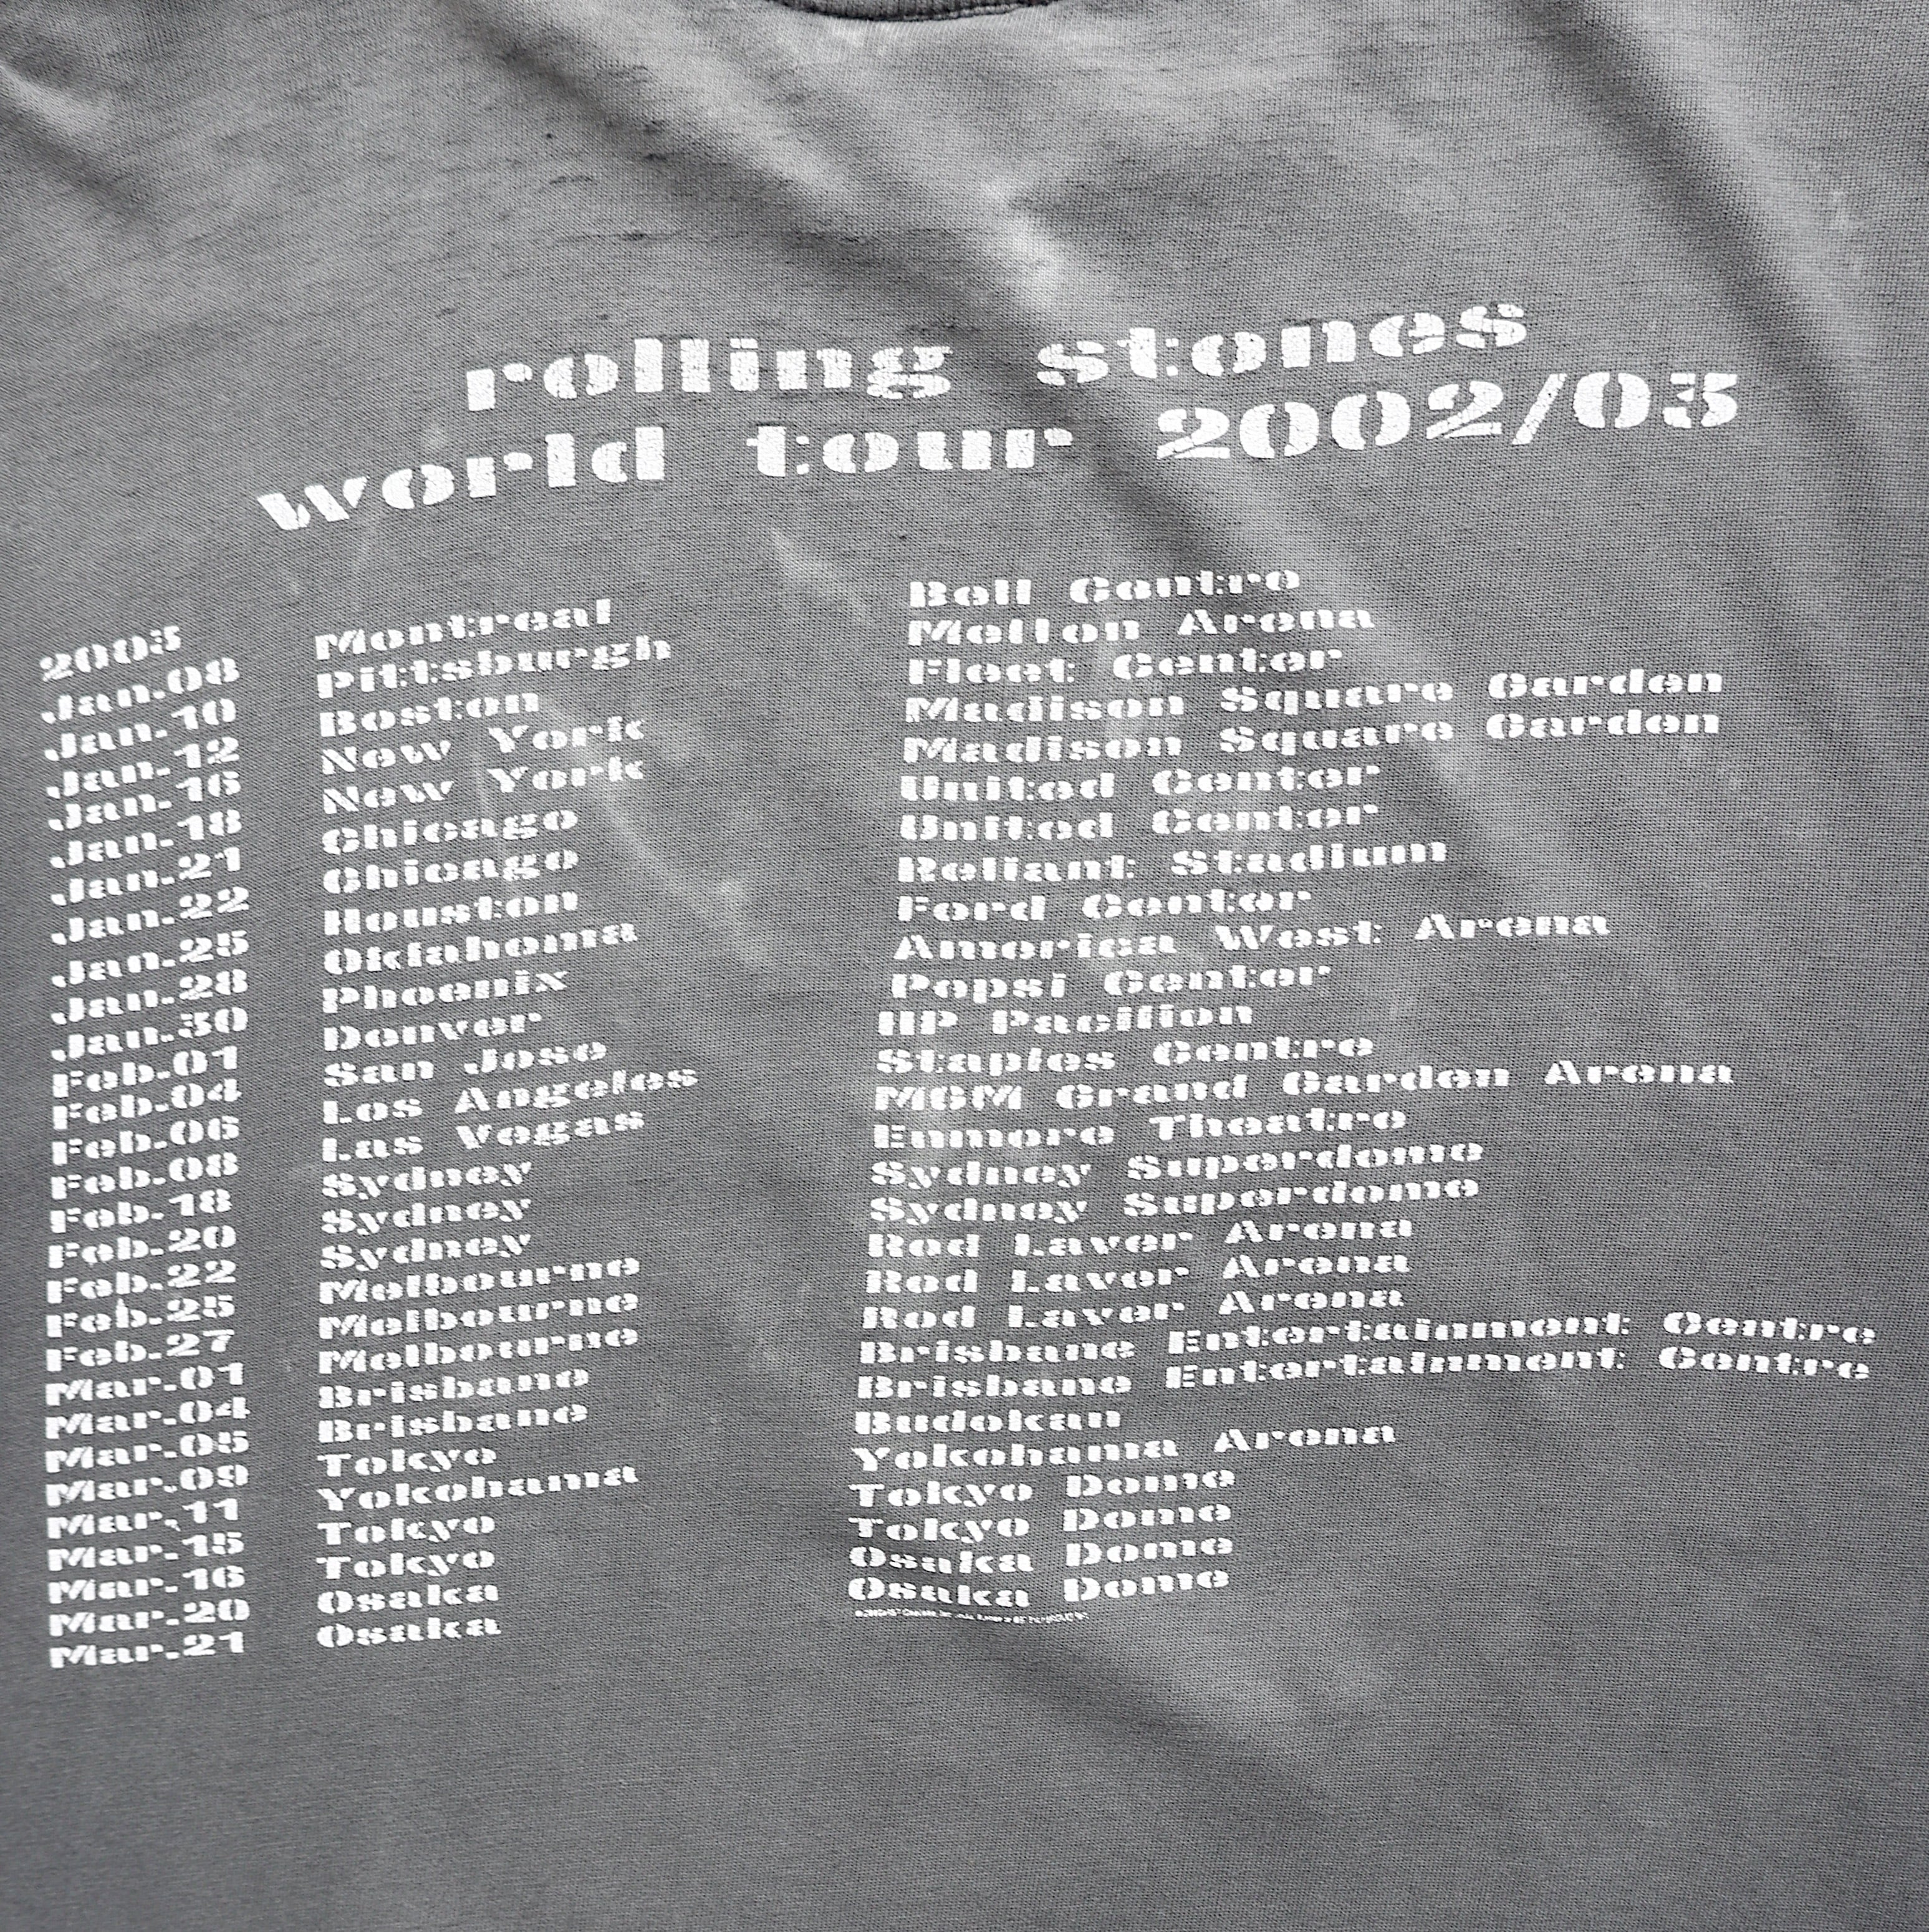 rolling stones
world tour 2002/03
2003
Jan.08 Montreal Bell Centre
Jan.10 Pittsburgh Mellon Arena
Jan.12 Boston Fleet Center
Jan.16 New York Madison Square Garden
Jan.18 New York Madison Square Garden
Jan.21 Chicago United Center
Jan.22 Chicago United Center
Jan.25 Houston Reliant Stadium
Jan.28 Oklahoma Ford Center
Jan.30 Phoenix America West Arena
Feb.01 Denver Pepsi Center
Feb.04 San Jose HP Pacilion
Feb.06 Los Angeles Staples Centre
Feb.08 Las Vegas MGM Grand Garden Arena
Feb.18 Sydney Enmore Theatre
Feb.20 Sydney Sydney Superdome
Feb.22 Sydney Sydney Superdome
Feb.25 Melbourne Rod Laver Arena
Feb.27 Melbourne Rod Laver Arena
Mar.01 Melbourne Rod Laver Arena
Mar.04 Brisbane Brisbane Entertainment Centre
Mar.05 Brisbane Brisbane Entertainment Centre
Mar.09 Tokyo Budokan
Mar.11 Yokohama Yokohama Arena
Mar.15 Tokyo Tokyo Dome
Mar.16 Tokyo Tokyo Dome
Mar.20 Osaka Osaka Dome
Mar.21 Osaka Osaka Dome